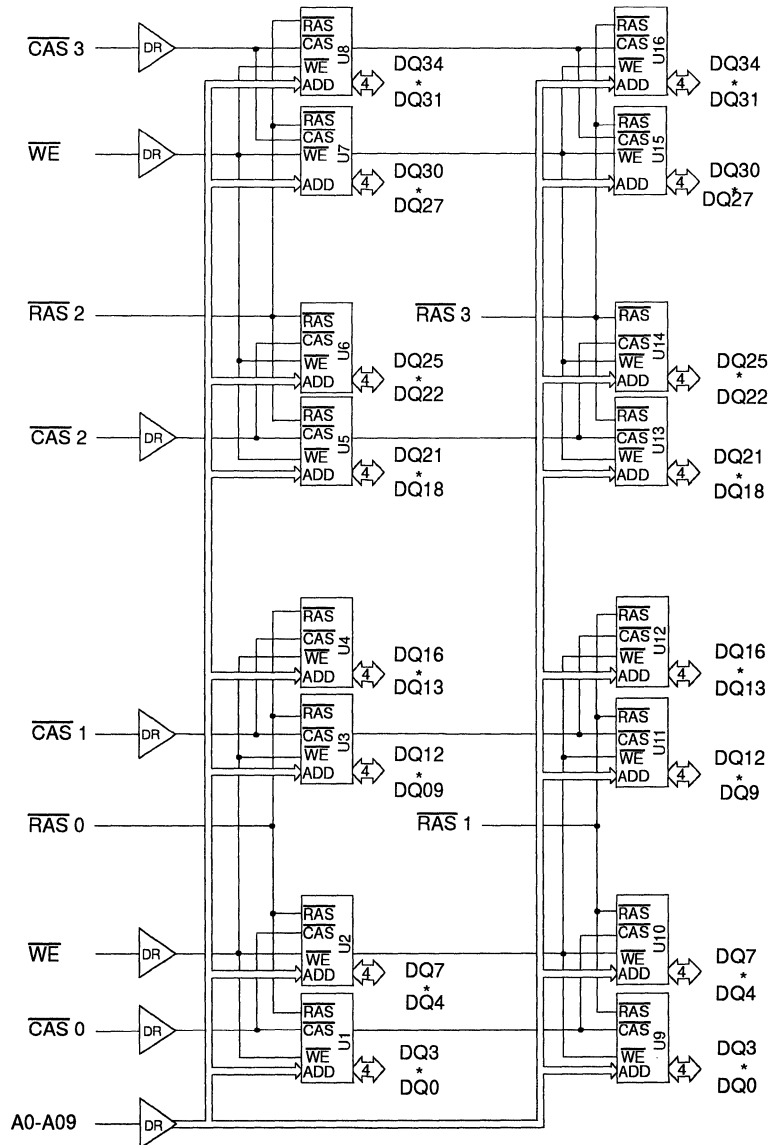 CAS 3
DR
RAS
CAS
WE
ADD
U8
4
DQ34
*
DQ31
RAS
CAS
WE
ADD
U16
4
DQ34
*
DQ31
WE
DR
RAS
CAS
WE
ADD
U7
4
DQ30
*
DQ27
RAS
CAS
WE
ADD
U15
4
DQ30
*
DQ27
RAS 2
RAS
CAS
WE
ADD
U6
4
DQ25
*
DQ22
RAS 3
RAS
CAS
WE
ADD
U14
4
DQ25
*
DQ22
CAS 2
DR
RAS
CAS
WE
ADD
U5
4
DQ21
*
DQ18
RAS
CAS
WE
ADD
U13
4
DQ21
*
DQ18
RAS
CAS
WE
ADD
U4
4
DQ16
*
DQ13
RAS
CAS
WE
ADD
U12
4
DQ16
*
DQ13
CAS 1
DR
RAS
CAS
WE
ADD
U3
4
DQ12
*
DQ09
RAS
CAS
WE
ADD
U11
4
DQ12
*
DQ9
RAS 0
RAS 1
WE
DR
RAS
CAS
WE
ADD
U2
4
DQ7
*
DQ4
RAS
CAS
WE
ADD
U10
4
DQ7
*
DQ4
CAS 0
DR
RAS
CAS
WE
ADD
U1
4
DQ3
*
DQ0
RAS
CAS
WE
ADD
U9
4
DQ3
*
DQ0
A0-A09
DR